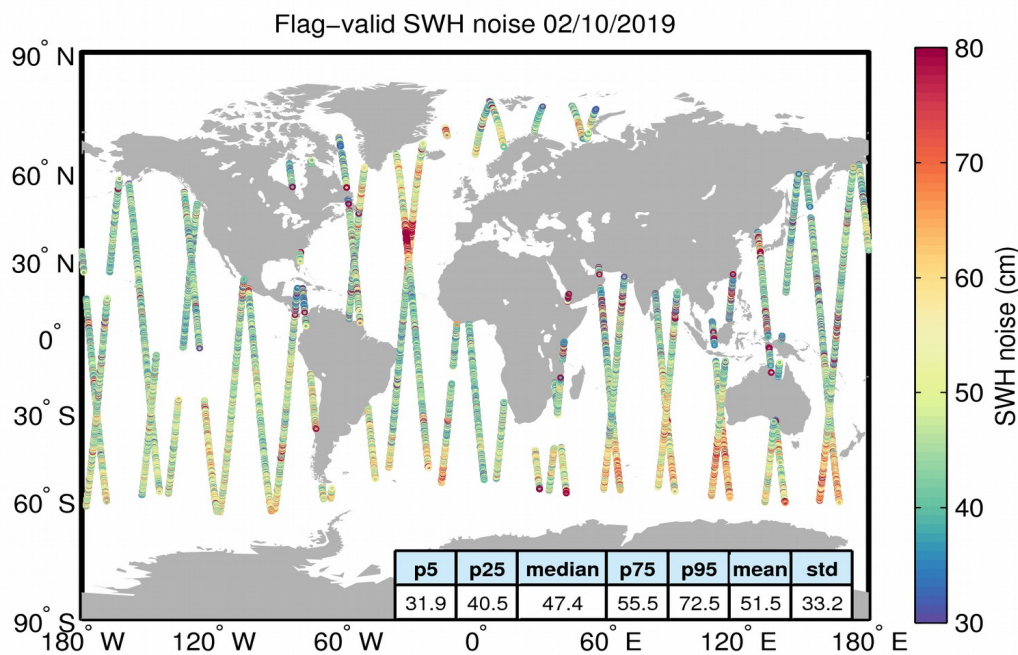 Flag−valid SWH noise 02/10/2019
90° N
60° N
30° N
0°
30° S
60° S
90° S
180° W
120° W
60° W
0°
60° E
120° E
180° E
p5 p25 median p75 p95 mean std
31.9 40.5 47.4 55.5 72.5 51.5 33.2
80
70
60
50
40
30
SWH noise (cm)